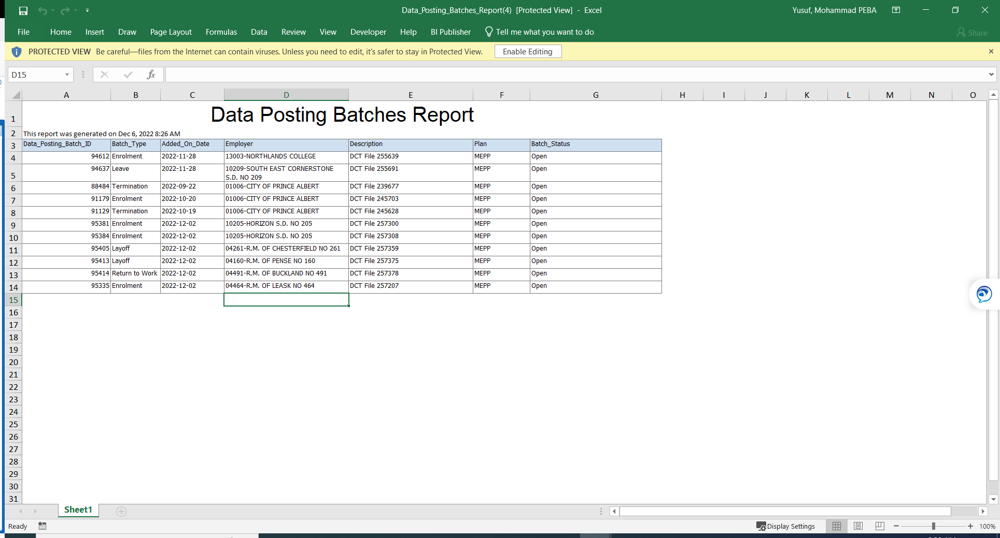 Data_Posting_Batches_Report(4) [Protected View] - Excel
Yusuf, Mohammad PEBA
File Home Insert Draw Page Layout Formulas Data Review View Developer Help BI Publisher Tell me what you want to do Share
PROTECTED VIEW Be careful—files from the Internet can contain viruses. Unless you need to edit, it's safer to stay in Protected View. Enable Editing
D15 fx
A B C D E F G H I J K L M N O
1 Data Posting Batches Report
2 This report was generated on Dec 6, 2022 8:26 AM
3 Data_Posting_Batch_ID Batch_Type Added_On_Date Employer Description Plan Batch_Status
4 94612 Enrolment 2022-11-28 13003-NORTHLANDS COLLEGE DCT File 255639 MEPP Open
5 94637 Leave 2022-11-28 10209-SOUTH EAST CORNERSTONE DCT File 255691 MEPP Open
S.D. NO 209
6 88484 Termination 2022-09-22 01006-CITY OF PRINCE ALBERT DCT File 239677 MEPP Open
7 91179 Enrolment 2022-10-20 01006-CITY OF PRINCE ALBERT DCT File 245703 MEPP Open
8 91129 Termination 2022-10-19 01006-CITY OF PRINCE ALBERT DCT File 245628 MEPP Open
9 95381 Enrolment 2022-12-02 10205-HORIZON S.D. NO 205 DCT File 257300 MEPP Open
10 95384 Enrolment 2022-12-02 10205-HORIZON S.D. NO 205 DCT File 257308 MEPP Open
11 95405 Layoff 2022-12-02 04261-R.M. OF CHESTERFIELD NO 261 DCT File 257359 MEPP Open
12 95413 Layoff 2022-12-02 04160-R.M. OF PENSE NO 160 DCT File 257375 MEPP Open
13 95414 Return to Work 2022-12-02 04491-R.M. OF BUCKLAND NO 491 DCT File 257378 MEPP Open
14 95335 Enrolment 2022-12-02 04464-R.M. OF LEASK NO 464 DCT File 257207 MEPP Open
15
16
17
18
19
20
21
22
23
24
25
26
27
28
29
30
31
Sheet1
Ready Display Settings 100%